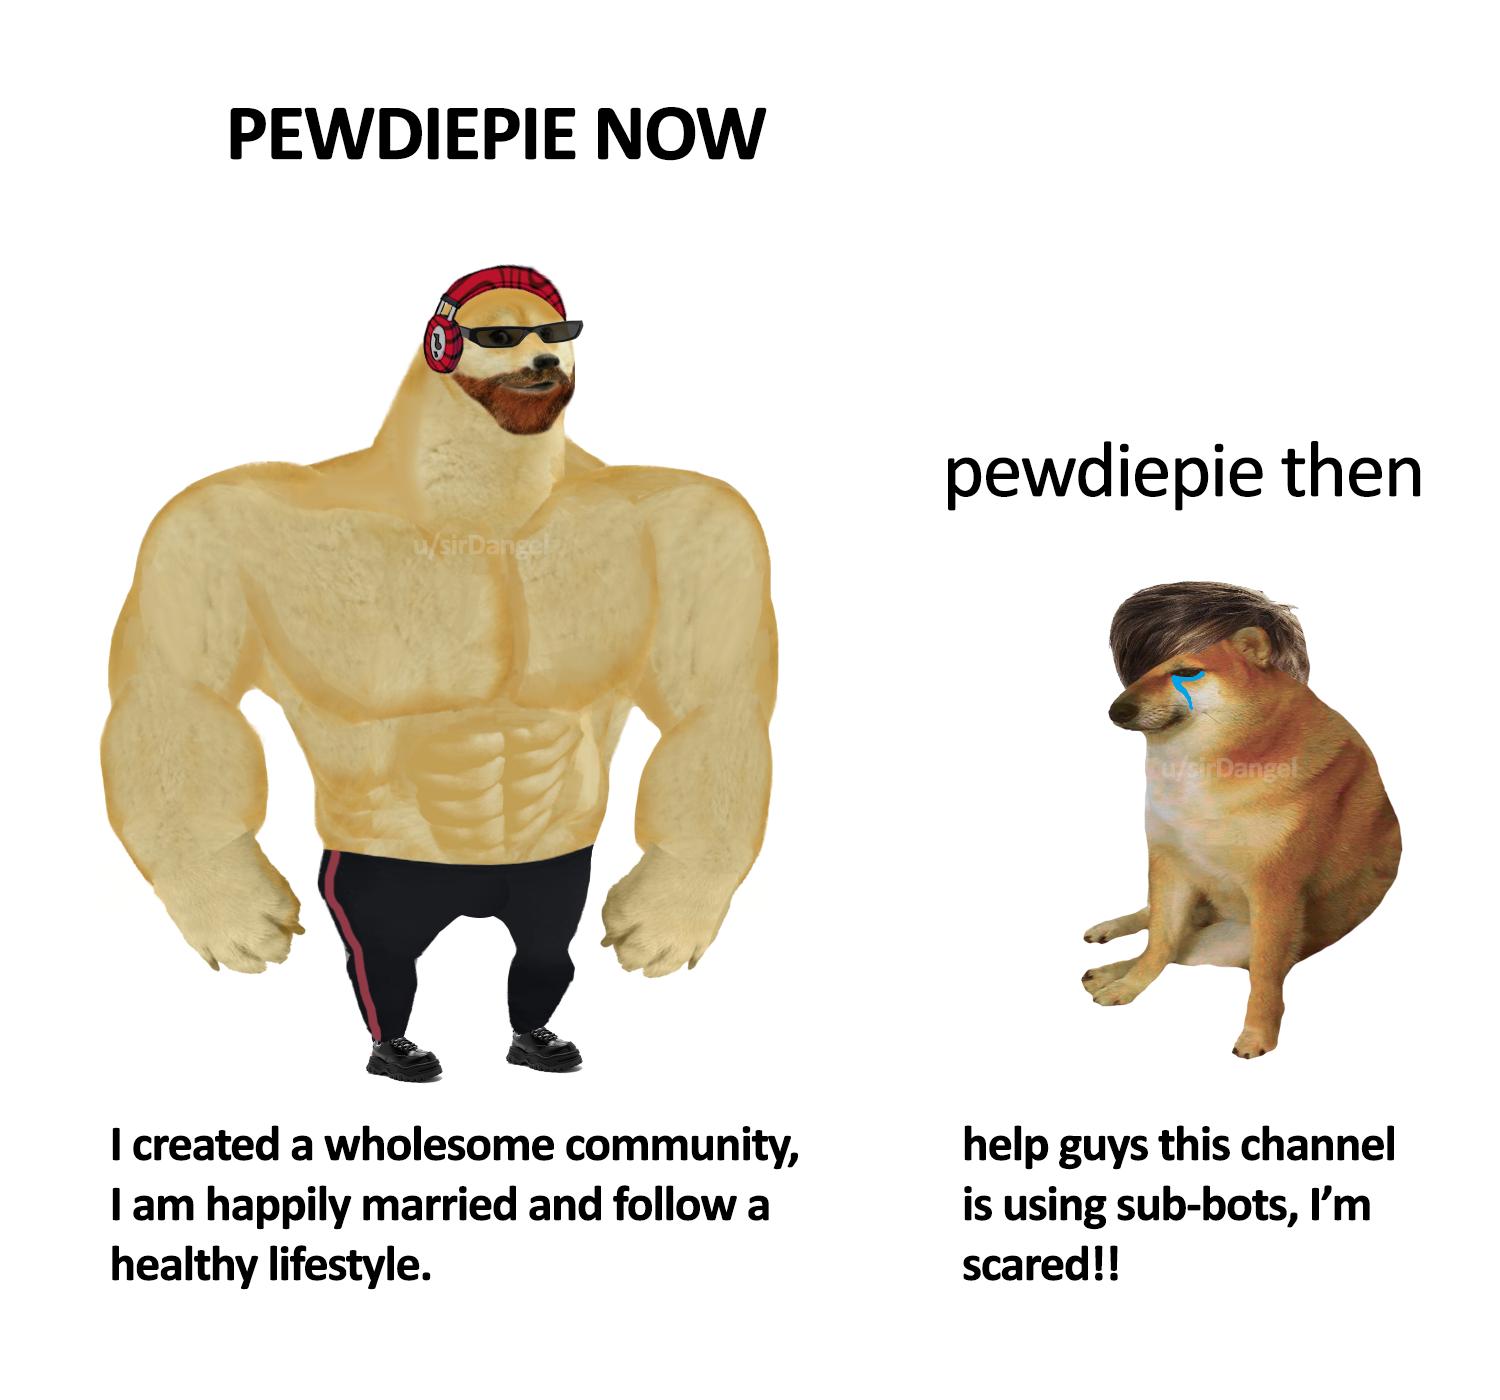 PEWDIEPIE NOW
u/sirDangel
I created a wholesome community,
I am happily married and follow a
healthy lifestyle.
pewdiepie then
u/sirDangel
help guys this channel
is using sub-bots, I’m
scared!!